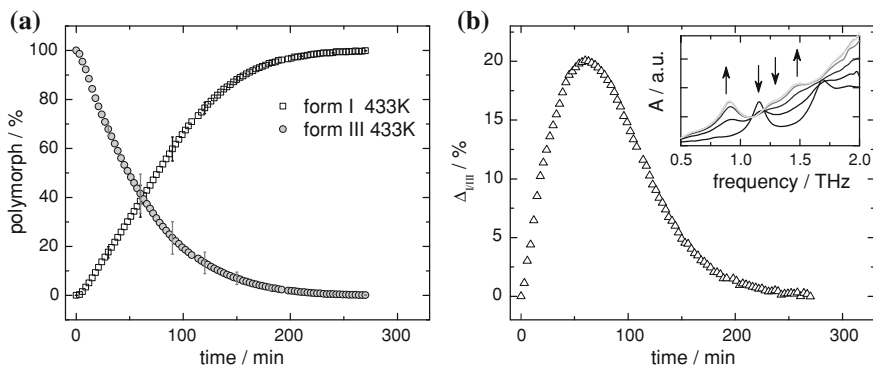 (a)
100
80
60
40
20
0
polymorph / %
form I 433K
form III 433K
0 100 200 300
time / min
(b)
20
15
10
5
0
Δ_I/III / %
A / a.u.
0.5 1.0 1.5 2.0
frequency / THz
0 100 200 300
time / min